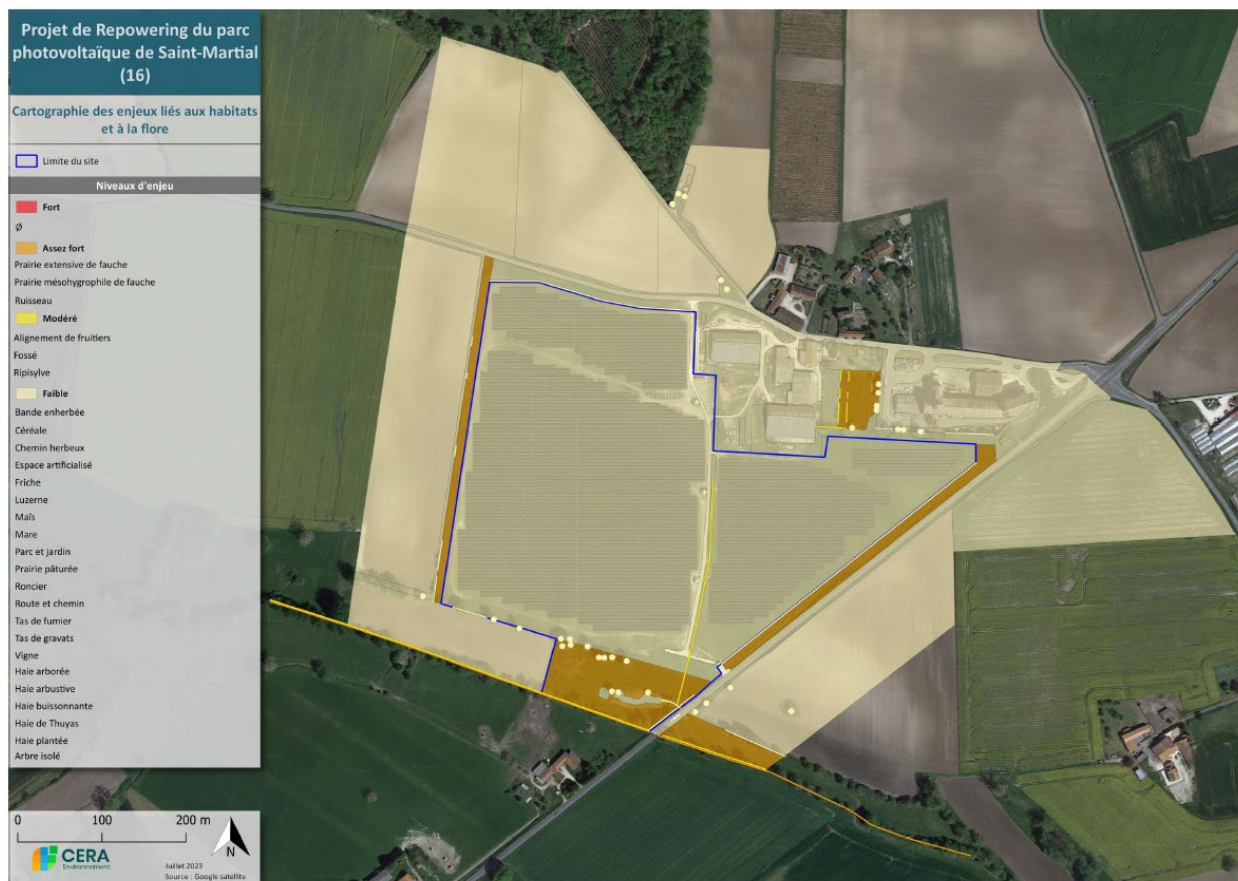 Projet de Repowering du parc
photovoltaïque de Saint-Martial
(16)
Cartographie des enjeux liés aux habitats
et à la flore
Limite du site
Niveaux d'enjeu
Fort
Ø
Assez fort
Prairie extensive de fauche
Prairie mésohygrophile de fauche
Ruisseau
Modéré
Alignement de fruitiers
Fossé
Ripisylve
Faible
Bande enherbée
Céréale
Chemin herbeux
Espace artificialisé
Friche
Luzerne
Maïs
Mare
Parc et jardin
Prairie pâturée
Roncier
Route et chemin
Tas de fumier
Tas de gravats
Vigne
Haie arborée
Haie arbustive
Haie buissonnante
Haie de Thuyas
Haie plantée
Arbre isolé
0 100 200 m
N
CERA
Environnement
Juillet 2023
Source : Google satellite